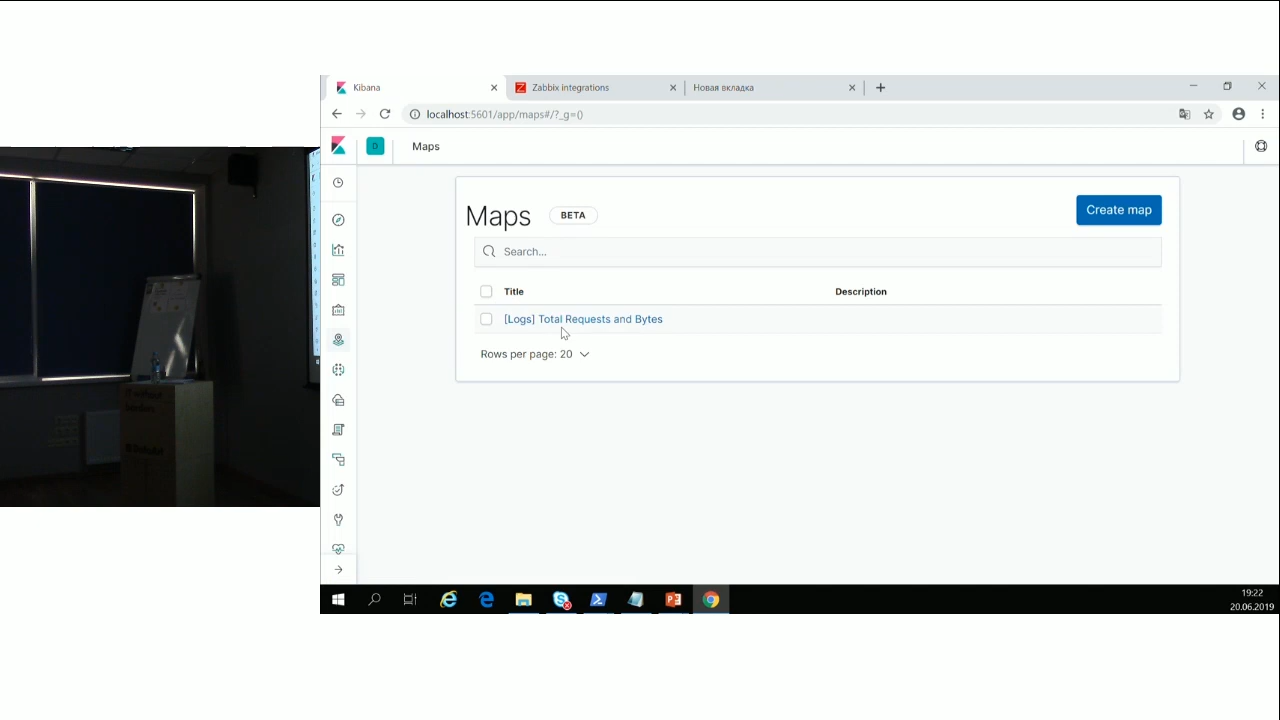 Kibana
Zabbix integrations
Новая вкладка
localhost:5601/app/maps#/?_g=()
D
Maps
Maps
BETA
Create map
Search...
Title
Description
[Logs] Total Requests and Bytes
Rows per page: 20
19:22
20.06.2019